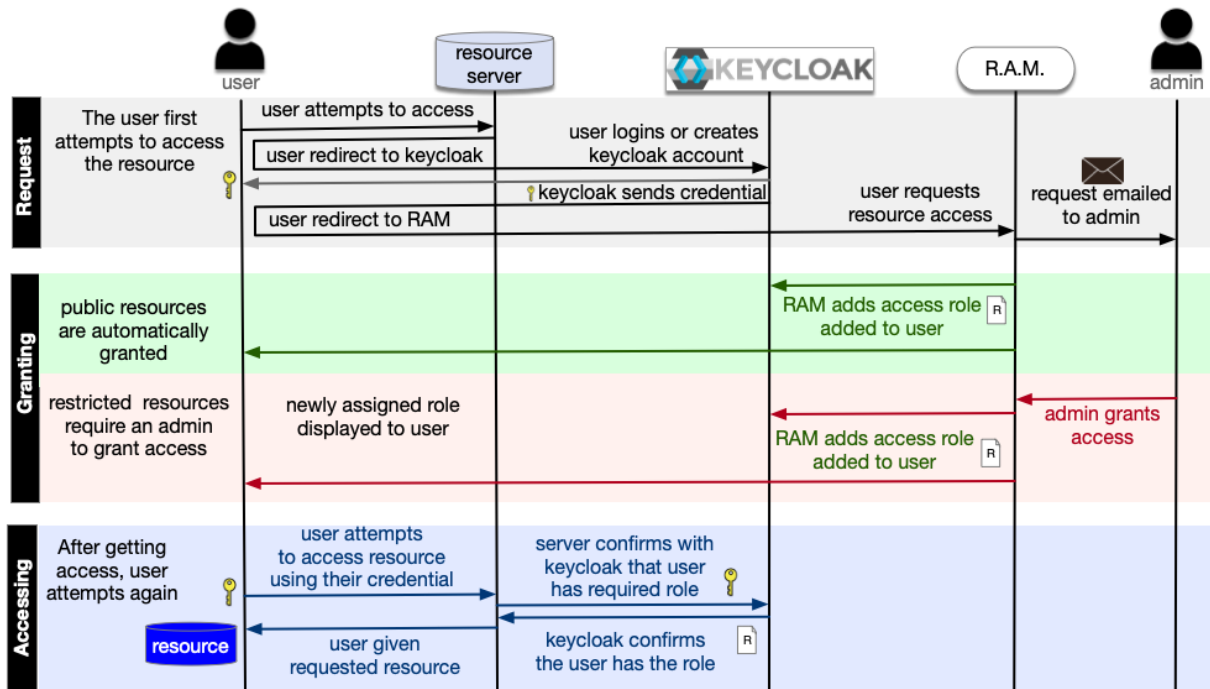 user
resource
server
KEYCLOAK
R.A.M.
admin
Request
The user first
attempts to access
the resource
user attempts to access
user redirect to keycloak
user logins or creates
keycloak account
keycloak sends credential
user redirect to RAM
user requests
resource access
request emailed
to admin
Granting
public resources
are automatically
granted
RAM adds access role
added to user
R
restricted resources
require an admin
to grant access
newly assigned role
displayed to user
RAM adds access role
added to user
R
admin grants
access
Accessing
After getting
access, user
attempts again
user attempts
to access resource
using their credential
server confirms with
keycloak that user
has required role
resource
user given
requested resource
keycloak confirms
the user has the role
R